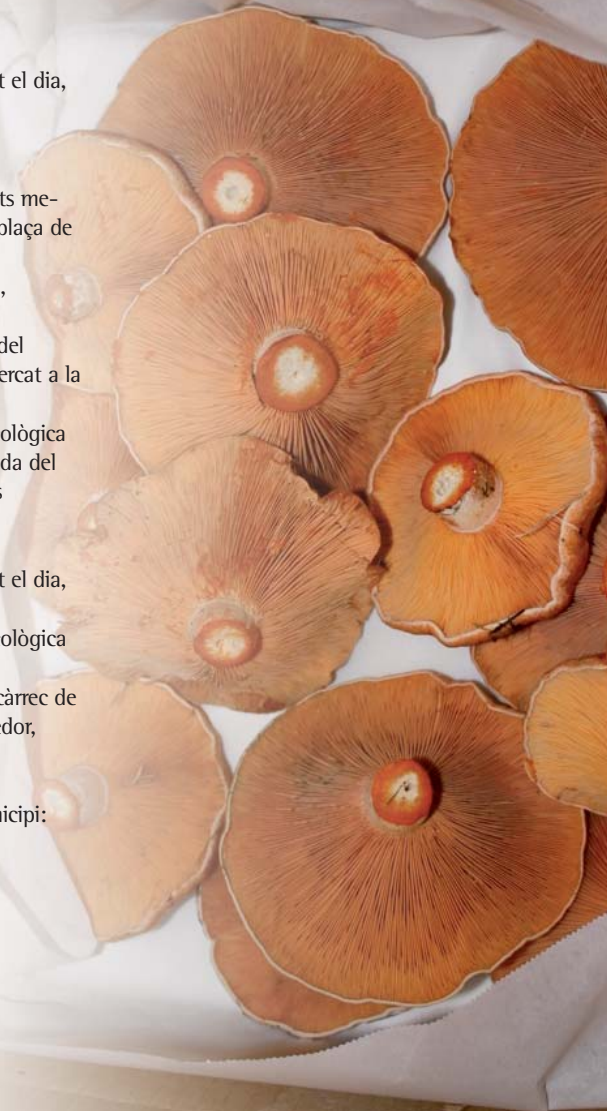 t el dia,
ts me-
plaça de
,
del
ercat a la
ològica
da del
s
t el dia,
ològica
càrrec de
edor,
nicipi: